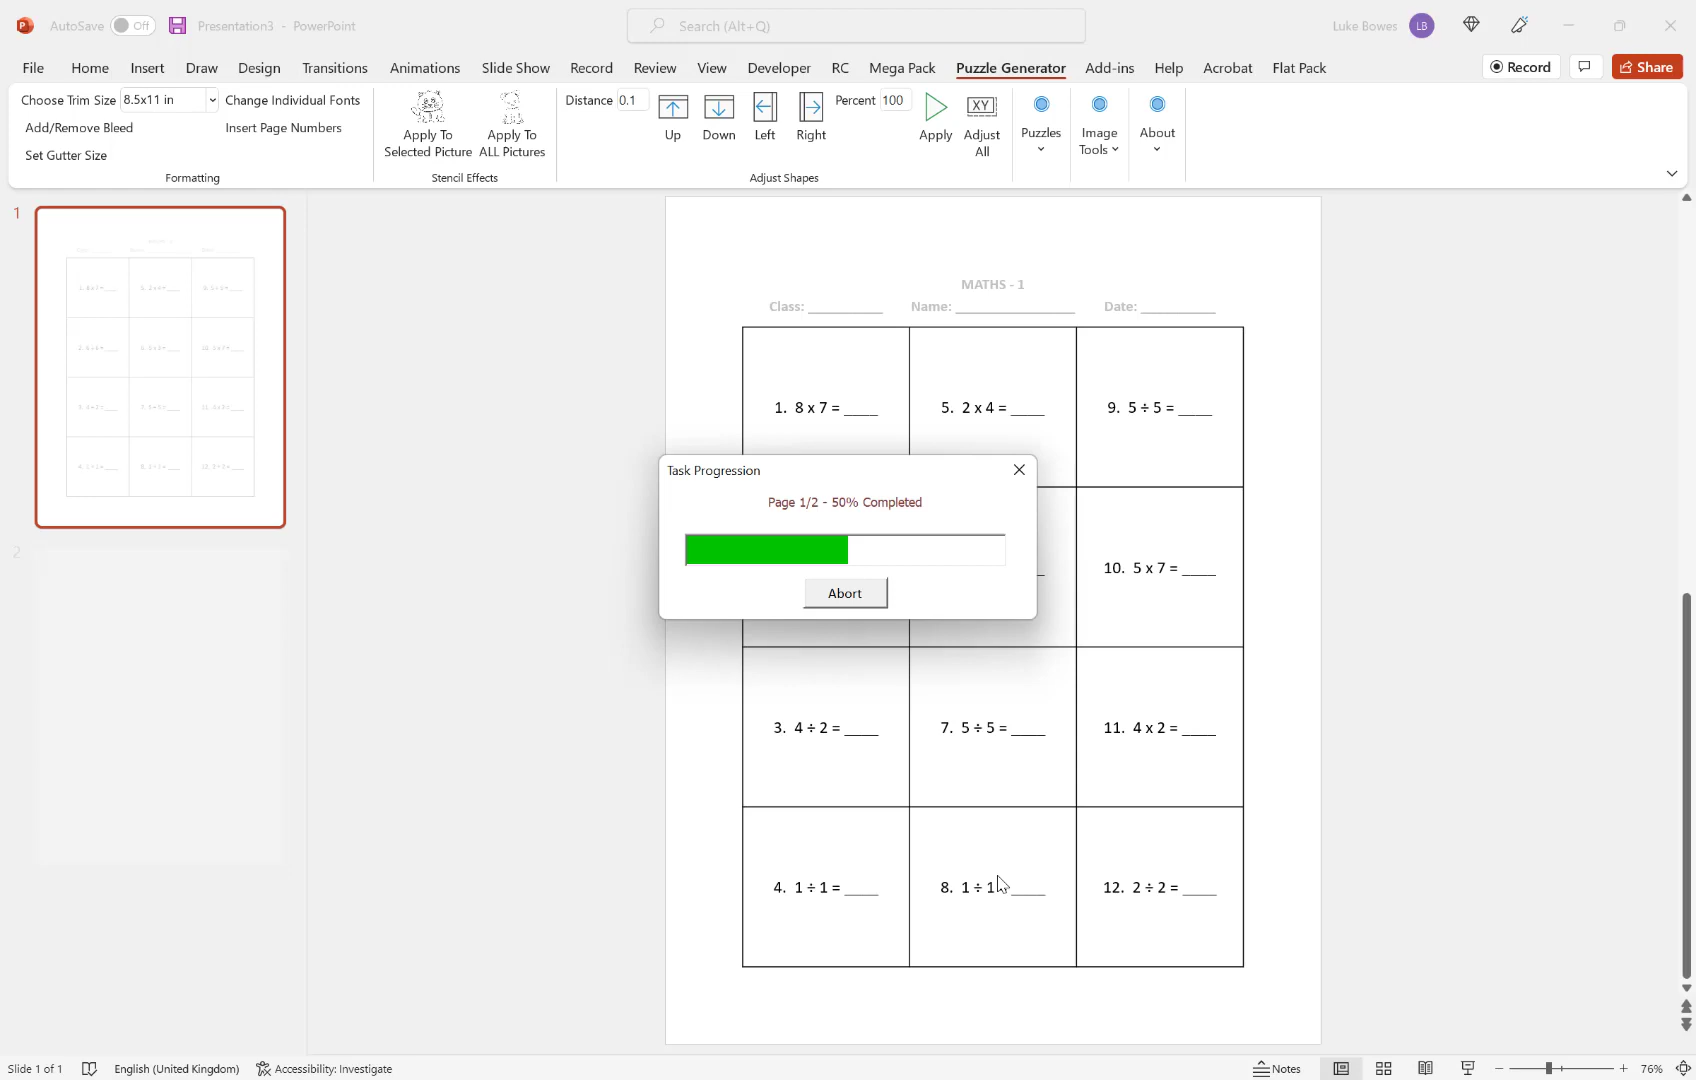 AutoSave Off Presentation3 - PowerPoint Search (Alt+Q) Luke Bowes LB
File Home Insert Draw Design Transitions Animations Slide Show Record Review View Developer RC Mega Pack Puzzle Generator Add-ins Help Acrobat Flat Pack Record Share
Choose Trim Size 8.5x11 in Change Individual Fonts
Add/Remove Bleed Insert Page Numbers
Set Gutter Size
Formatting
Apply To Selected Picture
Apply To ALL Pictures
Stencil Effects
Distance 0.1 Up Down Left Right Percent 100 Apply Adjust All
Adjust Shapes
Puzzles
Image Tools
About
1
2
MATHS - 1
Class: __________ Name: ________________ Date: __________
1. 8 x 7 = ____ 5. 2 x 4 = ____ 9. 5 ÷ 5 = ____
Task Progression
Page 1/2 - 50% Completed
Abort
10. 5 x 7 = ____
3. 4 ÷ 2 = ____ 7. 5 ÷ 5 = ____ 11. 4 x 2 = ____
4. 1 ÷ 1 = ____ 8. 1 ÷ 1 ____ 12. 2 ÷ 2 = ____
Slide 1 of 1 English (United Kingdom) Accessibility: Investigate Notes 76%